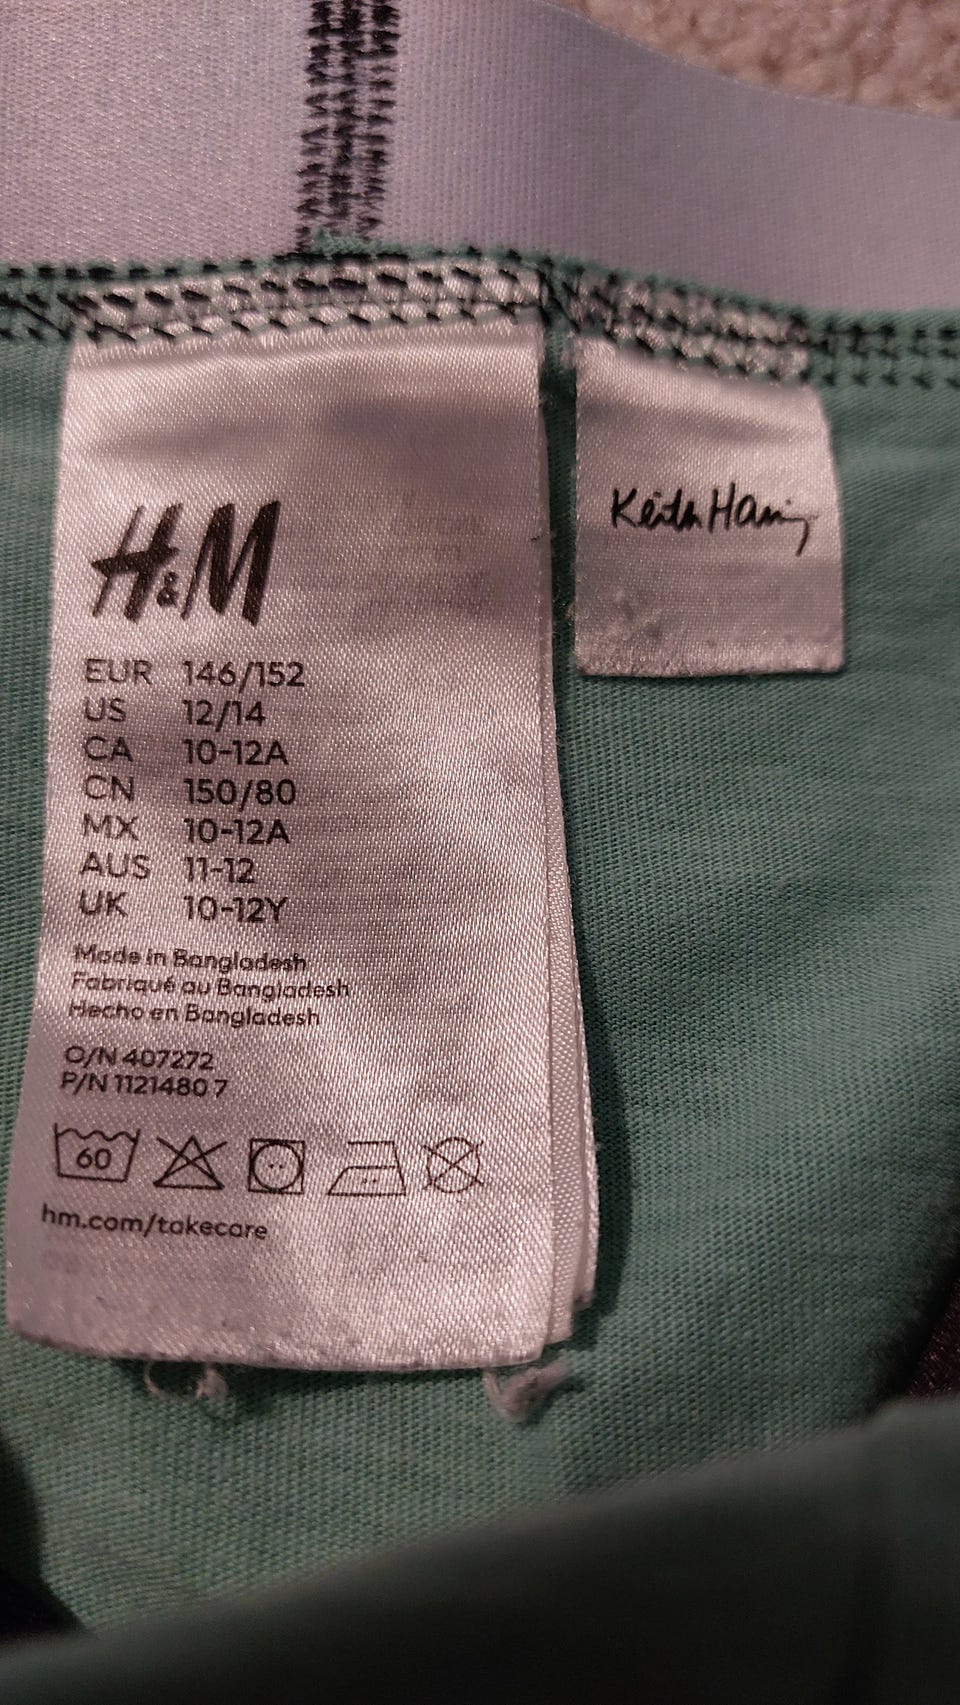 H&M
EUR 146/152
US 12/14
CA 10-12A
CN 150/80
MX 10-12A
AUS 11-12
UK 10-12Y
Made in Bangladesh
Fabriqué au Bangladesh
Hecho en Bangladesh
O/N 407272
P/N 1121480 7
60
hm.com/takecare
Keith Haring